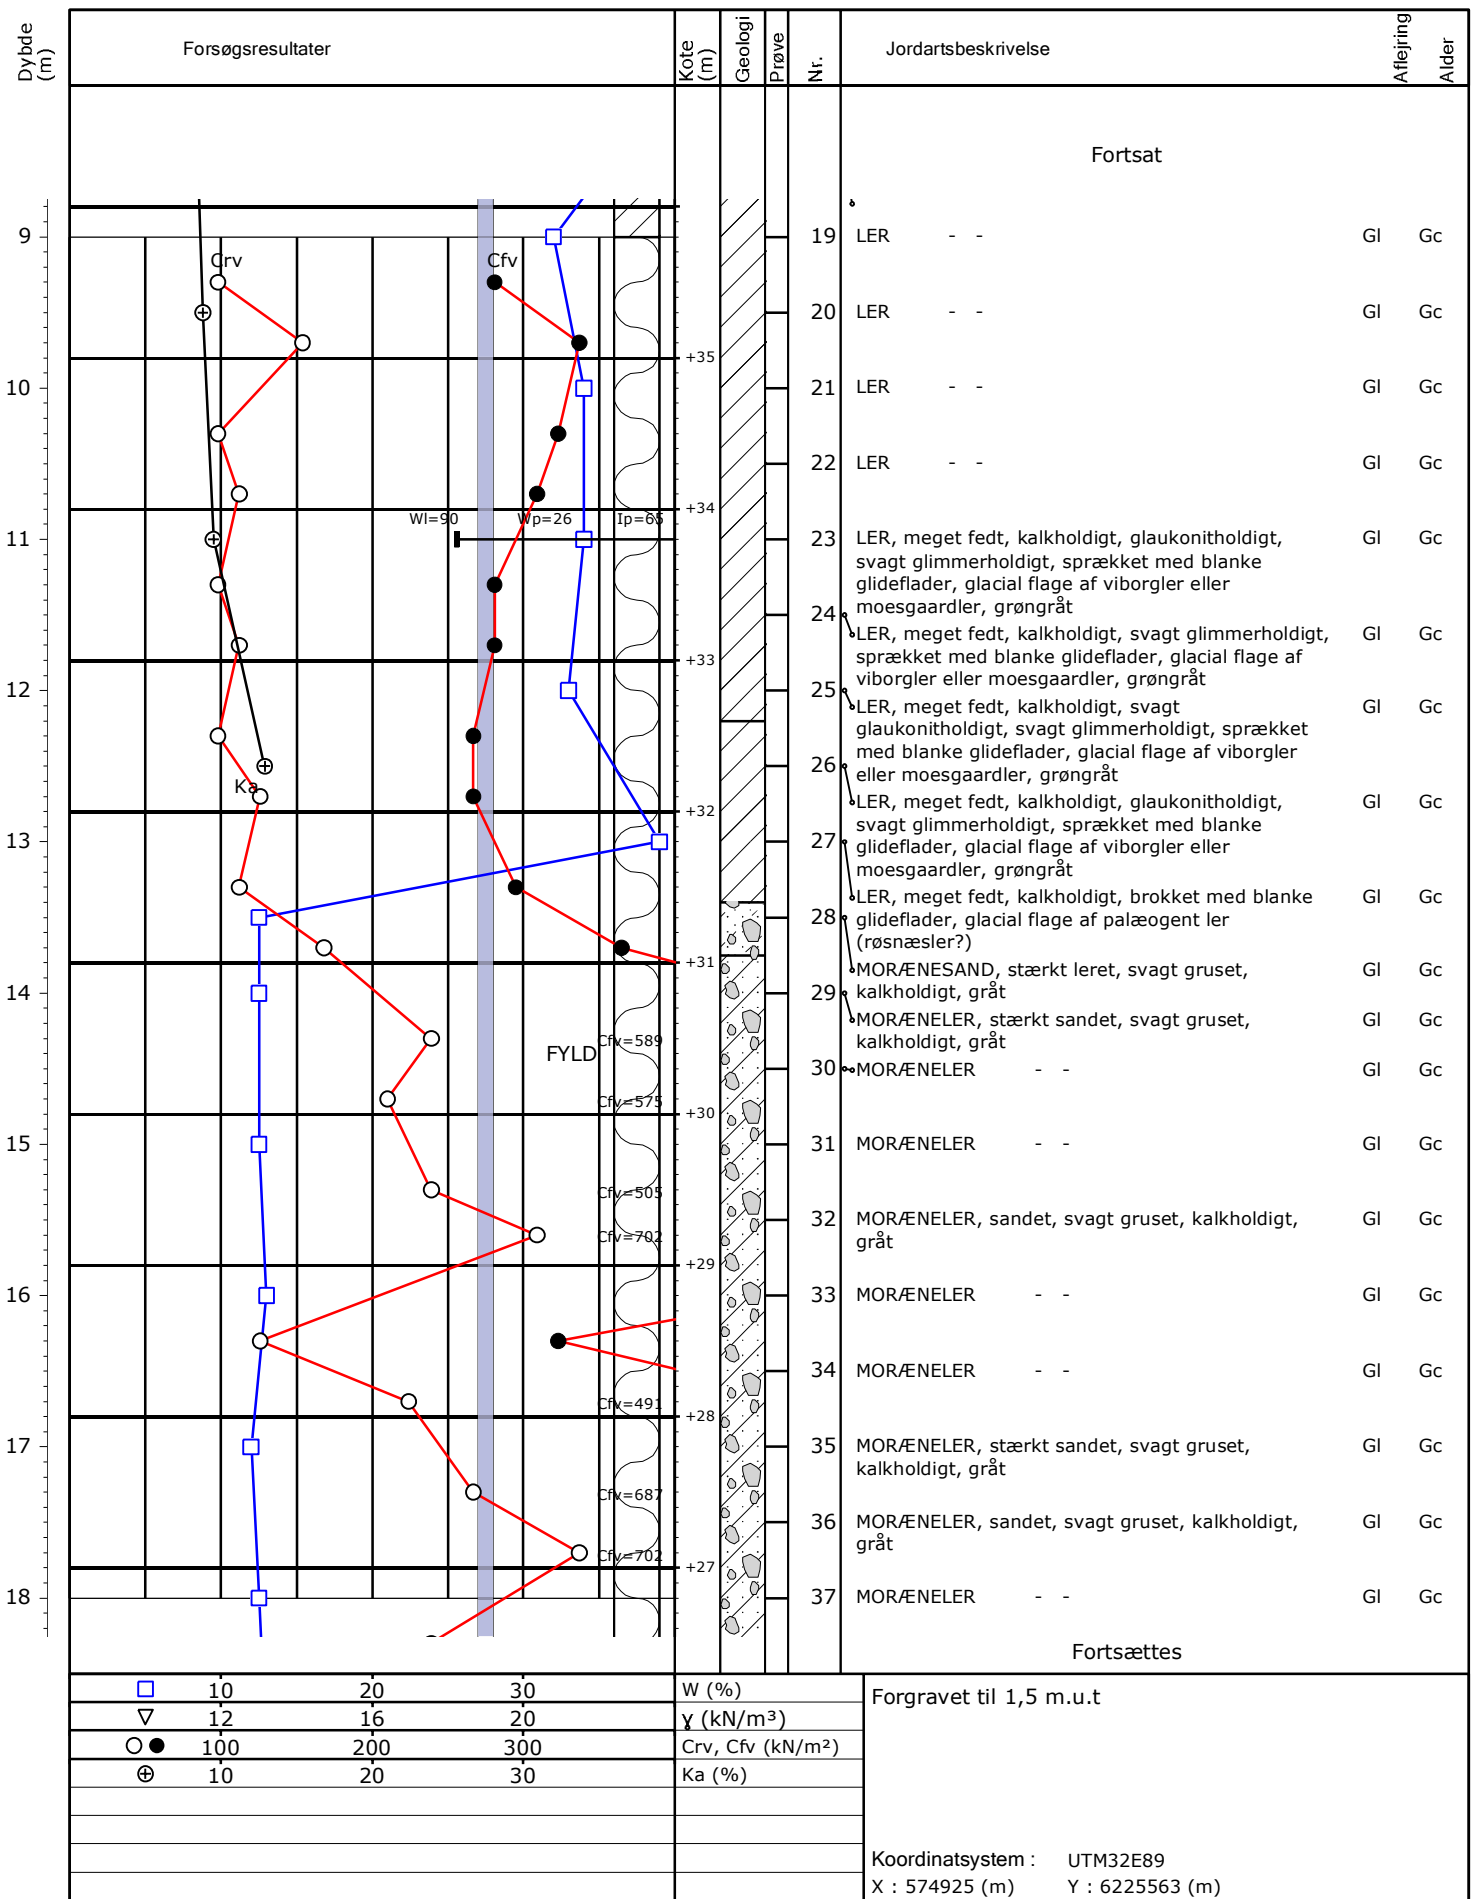 Dybde
(m)
Forsøgsresultater
Kote
(m)
Geologi
Prøve
Nr.
Jordartsbeskrivelse
Aflejring
Alder
Fortsat
9
19 LER - - Gl Gc
Crv
Cfv
20 LER - - Gl Gc
+35
10
21 LER - - Gl Gc
22 LER - - Gl Gc
+34
Wl=90 Wp=26 Ip=65
11
23 LER, meget fedt, kalkholdigt, glaukonitholdigt, Gl Gc
svagt glimmerholdigt, sprækket med blanke
glideflader, glacial flage af viborgler eller
moesgaardler, grøngråt
24 LER, meget fedt, kalkholdigt, svagt glimmerholdigt, Gl Gc
sprækket med blanke glideflader, glacial flage af
viborgler eller moesgaardler, grøngråt
+33
12
25 LER, meget fedt, kalkholdigt, svagt Gl Gc
glaukonitholdigt, svagt glimmerholdigt, sprækket
med blanke glideflader, glacial flage af viborgler
eller moesgaardler, grøngråt
Ka
26 LER, meget fedt, kalkholdigt, glaukonitholdigt, Gl Gc
svagt glimmerholdigt, sprækket med blanke
glideflader, glacial flage af viborgler eller
moesgaardler, grøngråt
+32
13
27 LER, meget fedt, kalkholdigt, brokket med blanke Gl Gc
glideflader, glacial flage af palæogent ler
(røsnæsler?)
28 MORÆNESAND, stærkt leret, svagt gruset, Gl Gc
kalkholdigt, gråt
+31
14
29 MORÆNELER, stærkt sandet, svagt gruset, Gl Gc
kalkholdigt, gråt
Cfv=589
FYLD
30 MORÆNELER - - Gl Gc
Cfv=575
+30
15
31 MORÆNELER - - Gl Gc
Cfv=505
32 MORÆNELER, sandet, svagt gruset, kalkholdigt, Gl Gc
gråt
Cfv=702
+29
16
33 MORÆNELER - - Gl Gc
34 MORÆNELER - - Gl Gc
Cfv=491
+28
17
35 MORÆNELER, stærkt sandet, svagt gruset, Gl Gc
kalkholdigt, gråt
Cfv=687
36 MORÆNELER, sandet, svagt gruset, kalkholdigt, Gl Gc
gråt
Cfv=702
+27
18
37 MORÆNELER - - Gl Gc
Fortsættes
10 20 30 W (%)
12 16 20 γ (kN/m³)
100 200 300 Crv, Cfv (kN/m²)
10 20 30 Ka (%)
Forgravet til 1,5 m.u.t
Koordinatsystem : UTM32E89
X : 574925 (m) Y : 6225563 (m)